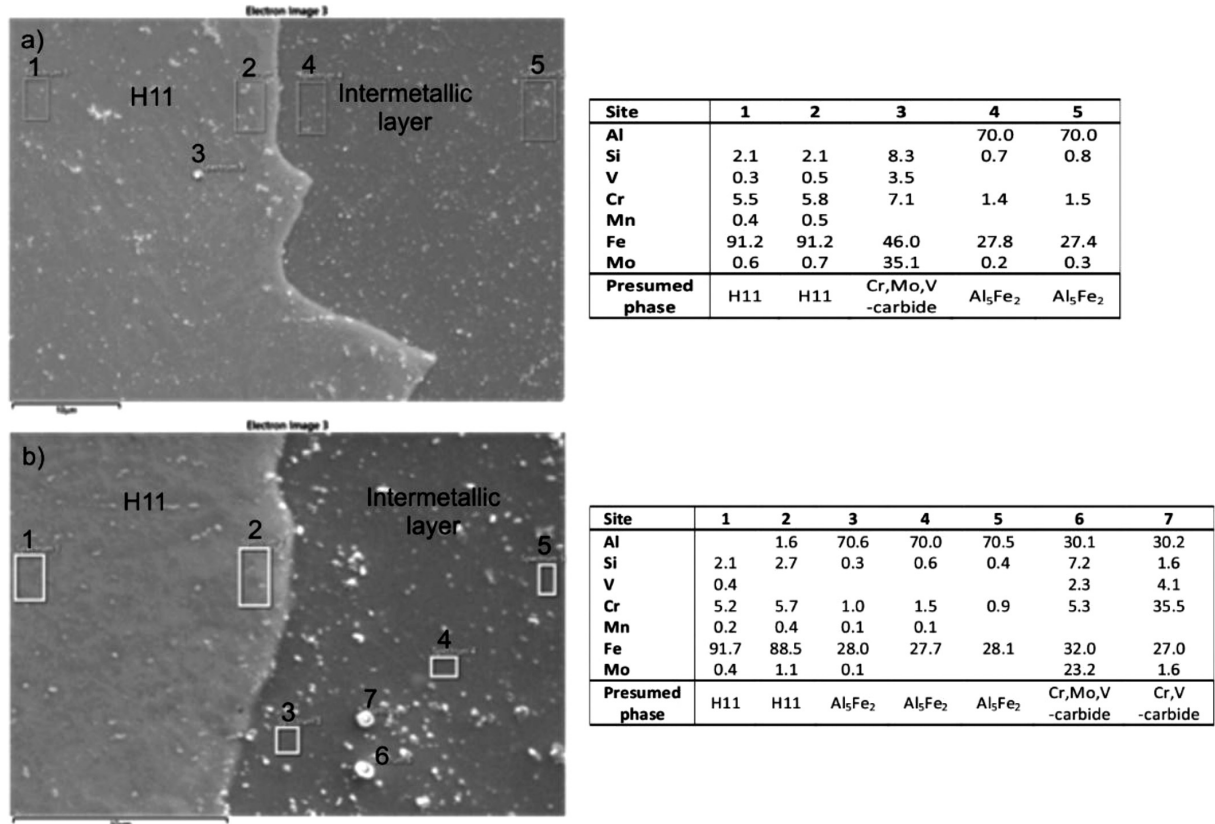 Electron Image 3
a)
1
2
4
5
H11
Intermetallic
layer
3
10µm
Site 1 2 3 4 5
Al 70.0 70.0
Si 2.1 2.1 8.3 0.7 0.8
V 0.3 0.5 3.5
Cr 5.5 5.8 7.1 1.4 1.5
Mn 0.4 0.5
Fe 91.2 91.2 46.0 27.8 27.4
Mo 0.6 0.7 35.1 0.2 0.3
Presumed phase H11 H11 Cr,Mo,V-carbide Al₅Fe₂ Al₅Fe₂
Electron Image 3
b)
H11
Intermetallic
layer
1
2
5
4
3
7
6
Site 1 2 3 4 5 6 7
Al 1.6 70.6 70.0 70.5 30.1 30.2
Si 2.1 2.7 0.3 0.6 0.4 7.2 1.6
V 0.4 2.3 4.1
Cr 5.2 5.7 1.0 1.5 0.9 5.3 35.5
Mn 0.2 0.4 0.1 0.1
Fe 91.7 88.5 28.0 27.7 28.1 32.0 27.0
Mo 0.4 1.1 0.1 23.2 1.6
Presumed phase H11 H11 Al₅Fe₂ Al₅Fe₂ Al₅Fe₂ Cr,Mo,V-carbide Cr,V-carbide